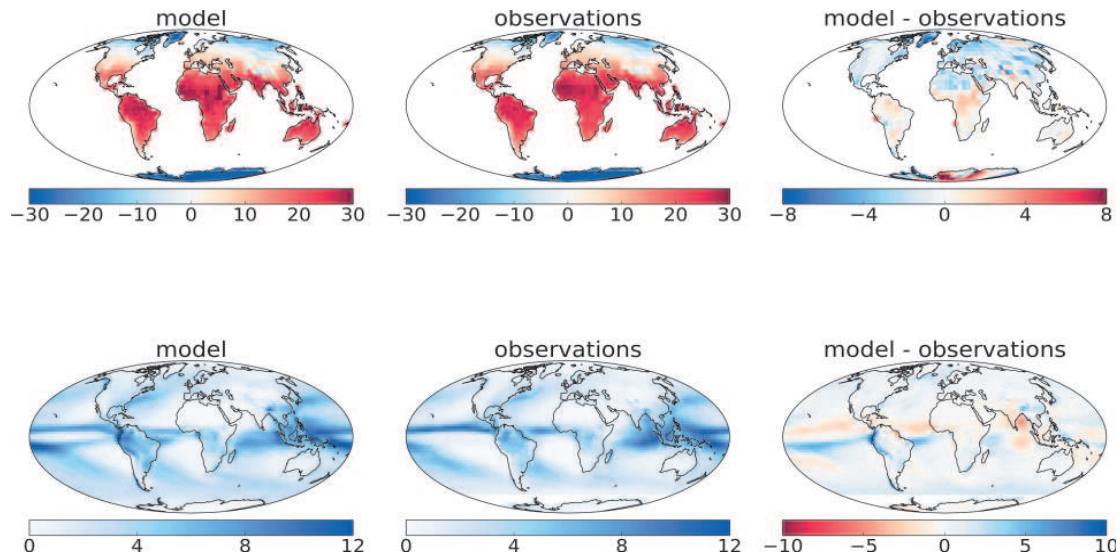 model observations model - observations
−30 −20 −10 0 10 20 30 −30 −20 −10 0 10 20 30 −8 −4 0 4 8
model observations model - observations
0 4 8 12 0 4 8 12 −10 −5 0 5 10